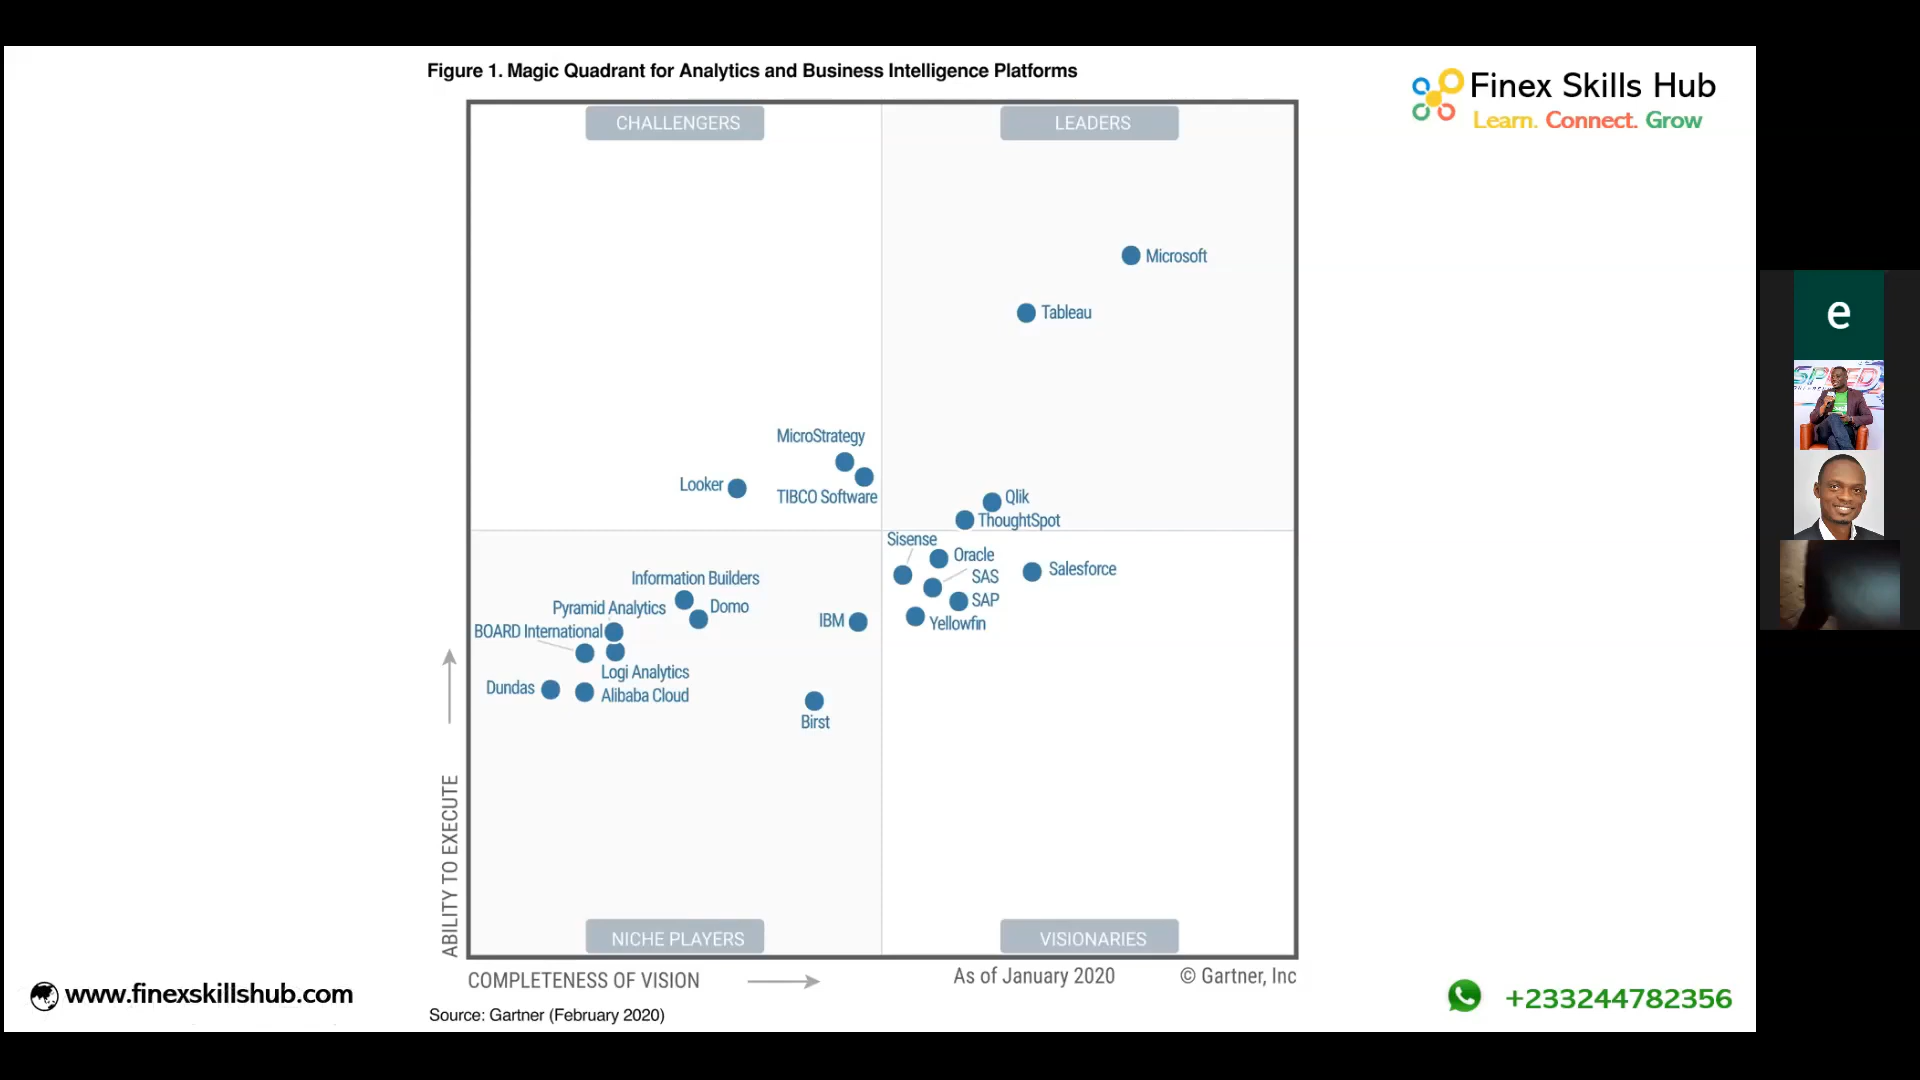 Figure 1. Magic Quadrant for Analytics and Business Intelligence Platforms
Finex Skills Hub
Learn. Connect. Grow
CHALLENGERS
LEADERS
Microsoft
Tableau
MicroStrategy
Looker
TIBCO Software
Qlik
ThoughtSpot
Sisense
Oracle
Salesforce
SAS
SAP
Yellowfin
Information Builders
Pyramid Analytics
Domo
IBM
BOARD International
Logi Analytics
Dundas
Alibaba Cloud
Birst
ABILITY TO EXECUTE
NICHE PLAYERS
VISIONARIES
COMPLETENESS OF VISION
As of January 2020
© Gartner, Inc
Source: Gartner (February 2020)
www.finexskillshub.com
+233244782356
e